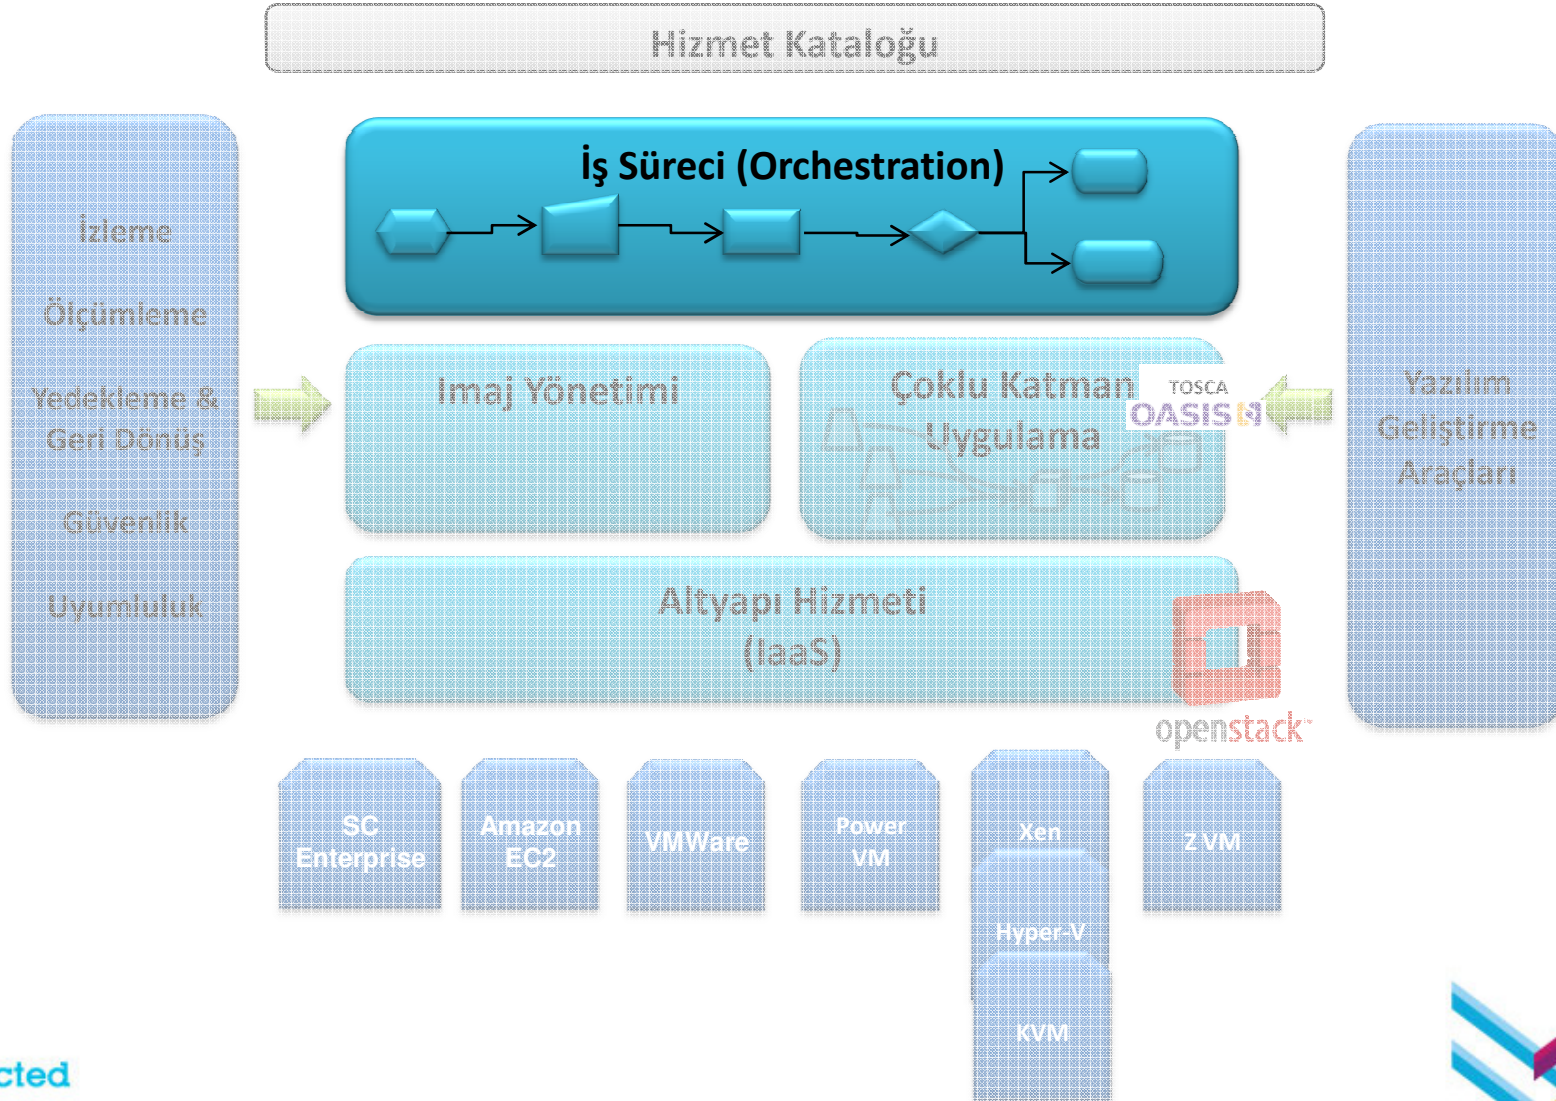 Hizmet Kataloğu
İş Süreci (Orchestration)
İzleme
Ölçümleme
Yedekleme &
Geri Dönüş
Güvenlik
Uyumluluk
Imaj Yönetimi
Çoklu Katman
Uygulama
TOSCA
OASIS
Yazılım
Geliştirme
Araçları
Altyapı Hizmeti
(IaaS)
openstack
SC
Enterprise
Amazon
EC2
VMWare
Power
VM
Xen
Hyper-V
KVM
Z VM
cted